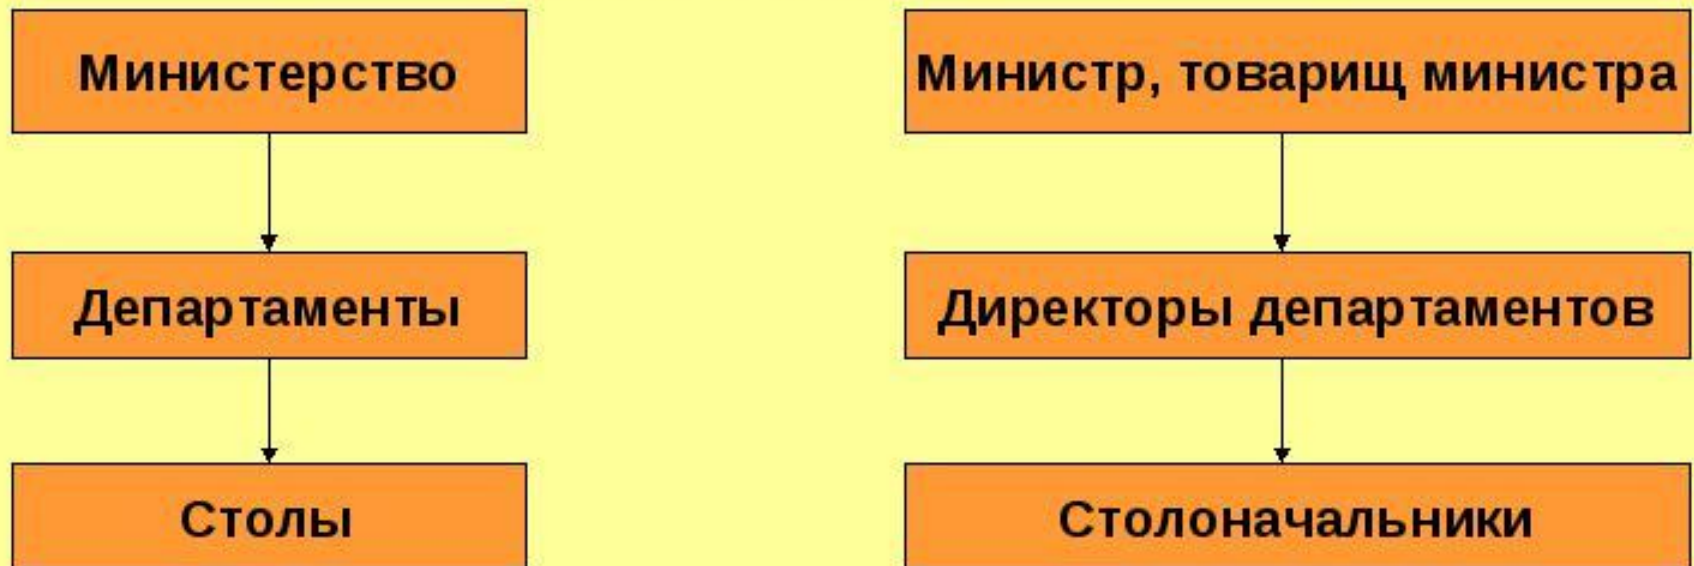 Министерство
Министр, товарищ министра
Департаменты
Директоры департаментов
Столы
Столоначальники